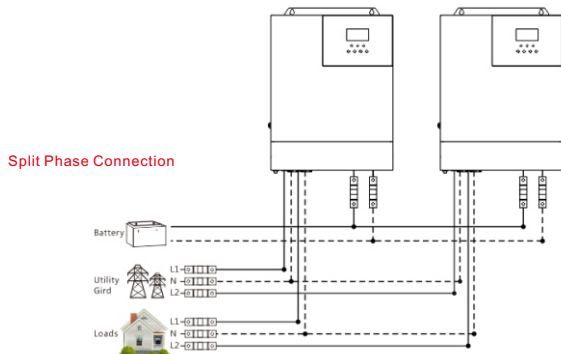 Split Phase Connection
Battery
Utility
Gird
L1
N
L2
Loads
L1
N
L2